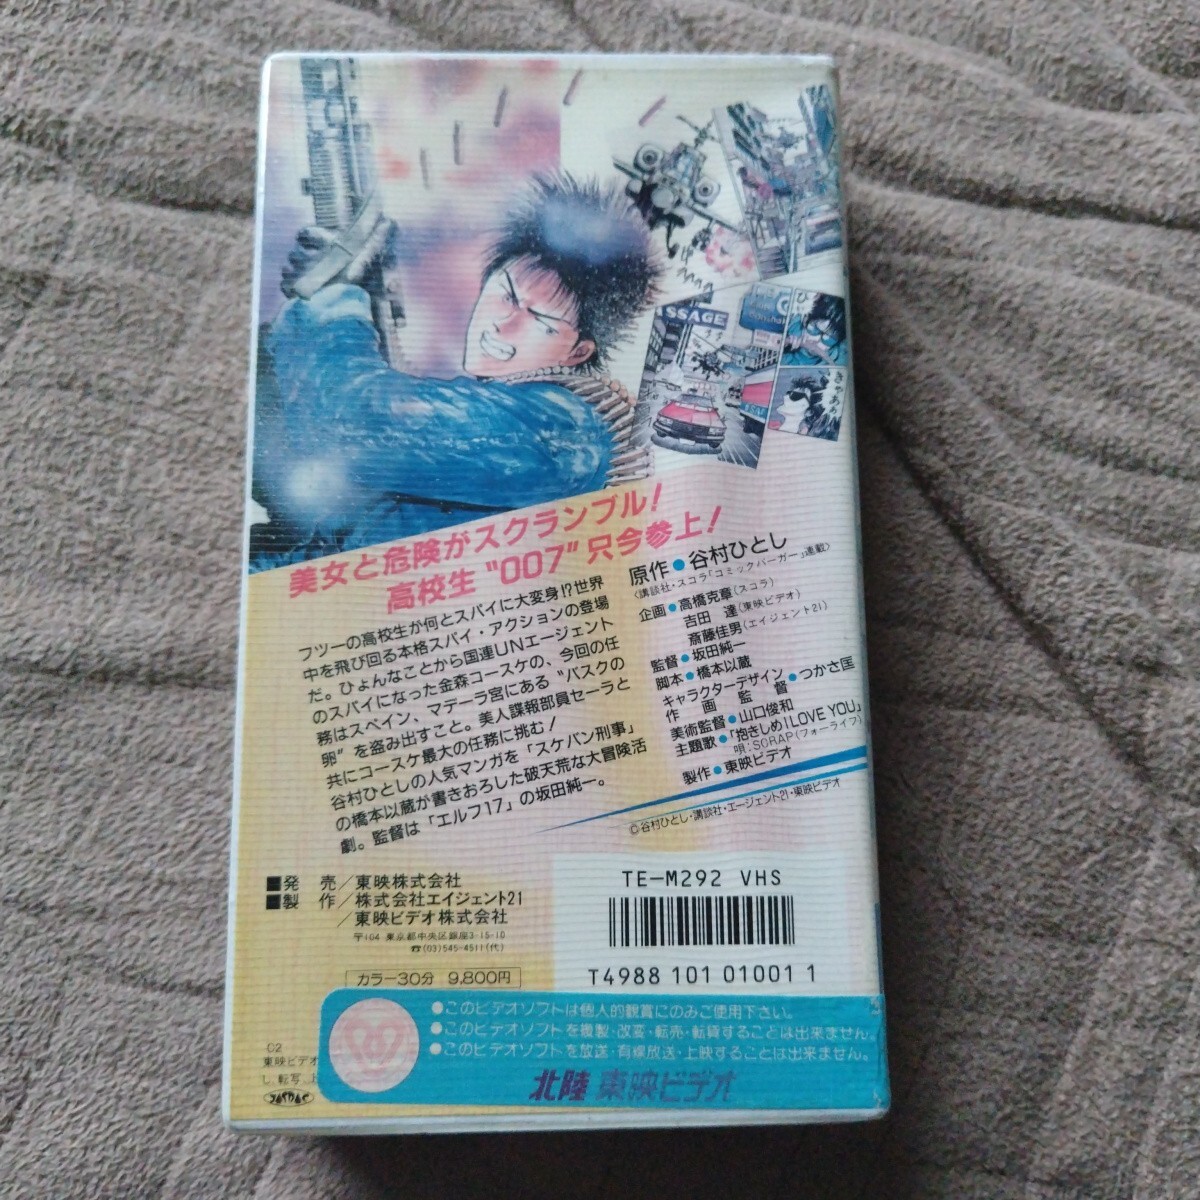 SSAGE
美女と危険がスクランブル!
高校生"007"只今参上!
フツーの高校生が何とスパイに大変身!?世界
中を飛び回る本格スパイ・アクションの登場
だ。ひょんなことから国連UNエージェント
のスパイになった金森コースケの、今回の任
務はスペイン、マデーラ宮にある"バスクの
卵"を盗み出すこと。美人諜報部員セーラと
共にコースケ最大の任務に挑む!
谷村ひとしの人気マンガを「スケバン刑事」
の橋本以蔵が書きおろした破天荒な大冒険活
劇。監督は「エルフ17」の坂田純一。
原作●谷村ひとし
〈講談社・スコラ「コミックバーガー」連載〉
企画●高橋克章(スコラ)
吉田 達(東映ビデオ)
斎藤佳男(エイジェント21)
監督●坂田純一
脚本●橋本以蔵
キャラクターデザイン
作画監督●つかさ匡
美術監督●山口俊和
主題歌●「抱きしめI LOVE YOU」
唄:SCRAP(フォーライフ)
製作●東映ビデオ
©谷村ひとし・講談社・エージェント21・東映ビデオ
■発 売/東映株式会社
■製 作/株式会社エイジェント21
/東映ビデオ株式会社
〒104 東京都中央区銀座3-15-10
☎(03)545-4511(代)
カラー30分 9,800円
TE-M292 VHS
T4988 101 01001 1
●このビデオソフトは個人的観賞にのみご使用下さい。
●このビデオソフトを複製・改変・転売・転貸することは出来ません。
●このビデオソフトを放送・有線放送・上映することは出来ません。
北陸 東映ビデオ
東映ビデオ
し、転写、
JASRAC